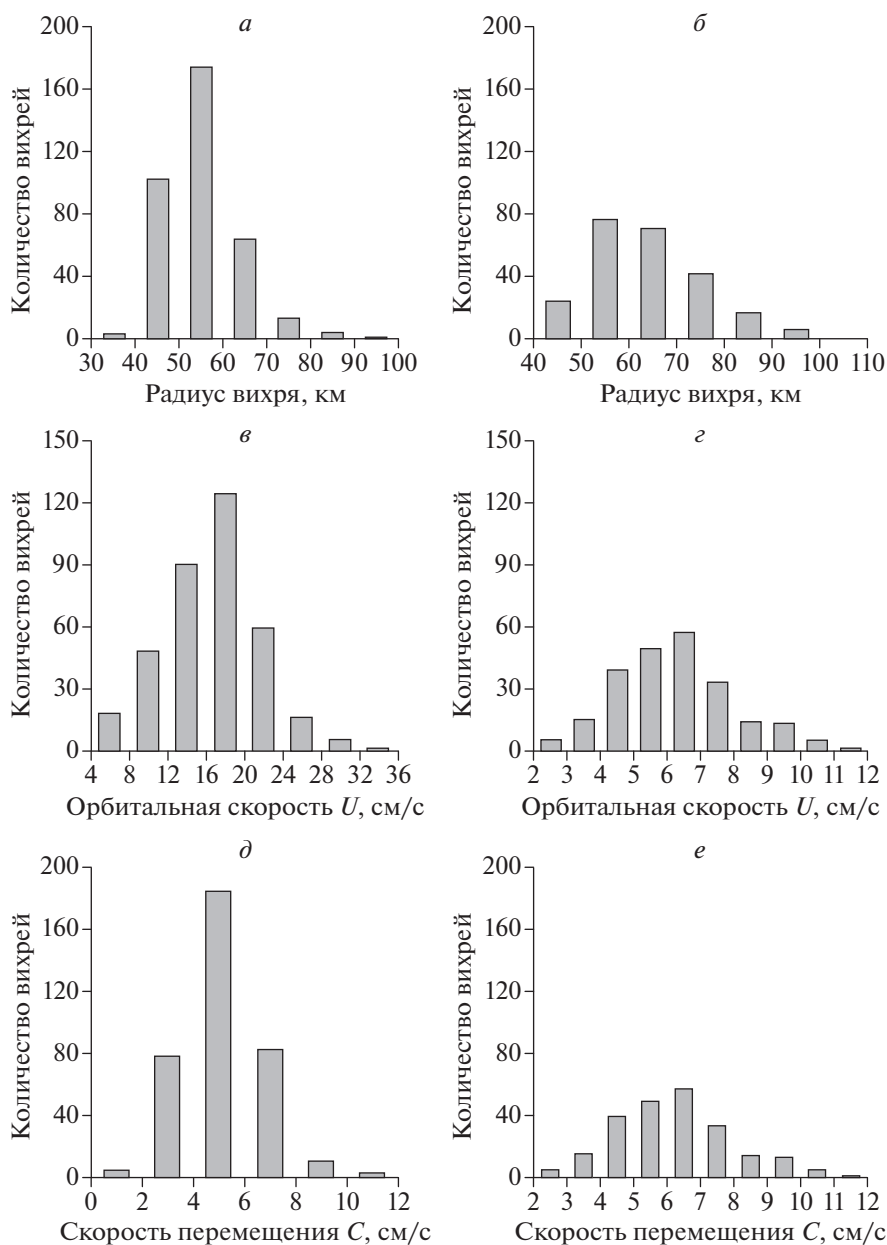 а
б
Количество вихрей
200
160
120
80
40
0
30 40 50 60 70 80 90 100
Радиус вихря, км
Количество вихрей
200
160
120
80
40
0
40 50 60 70 80 90 100 110
Радиус вихря, км
в
г
Количество вихрей
150
120
90
60
30
0
4 8 12 16 20 24 28 32 36
Орбитальная скорость U, см/с
Количество вихрей
150
120
90
60
30
0
2 3 4 5 6 7 8 9 10 11 12
Орбитальная скорость U, см/с
д
е
Количество вихрей
200
160
120
80
40
0
0 2 4 6 8 10 12
Скорость перемещения C, см/с
Количество вихрей
200
160
120
80
40
0
2 3 4 5 6 7 8 9 10 11 12
Скорость перемещения C, см/с